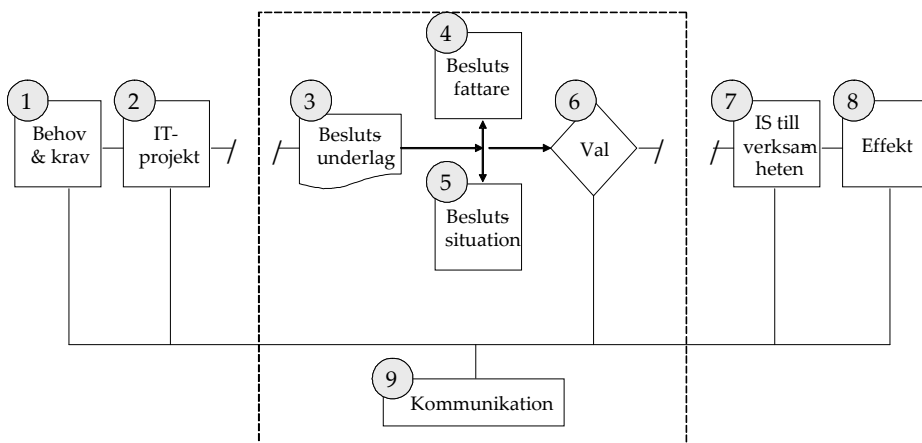 1
Behov
& krav
2
IT-
projekt
3
Besluts-
underlag
4
Besluts-
fattare
5
Besluts-
situation
6
Val
7
IS till
verksam
heten
8
Effekt
9
Kommunikation